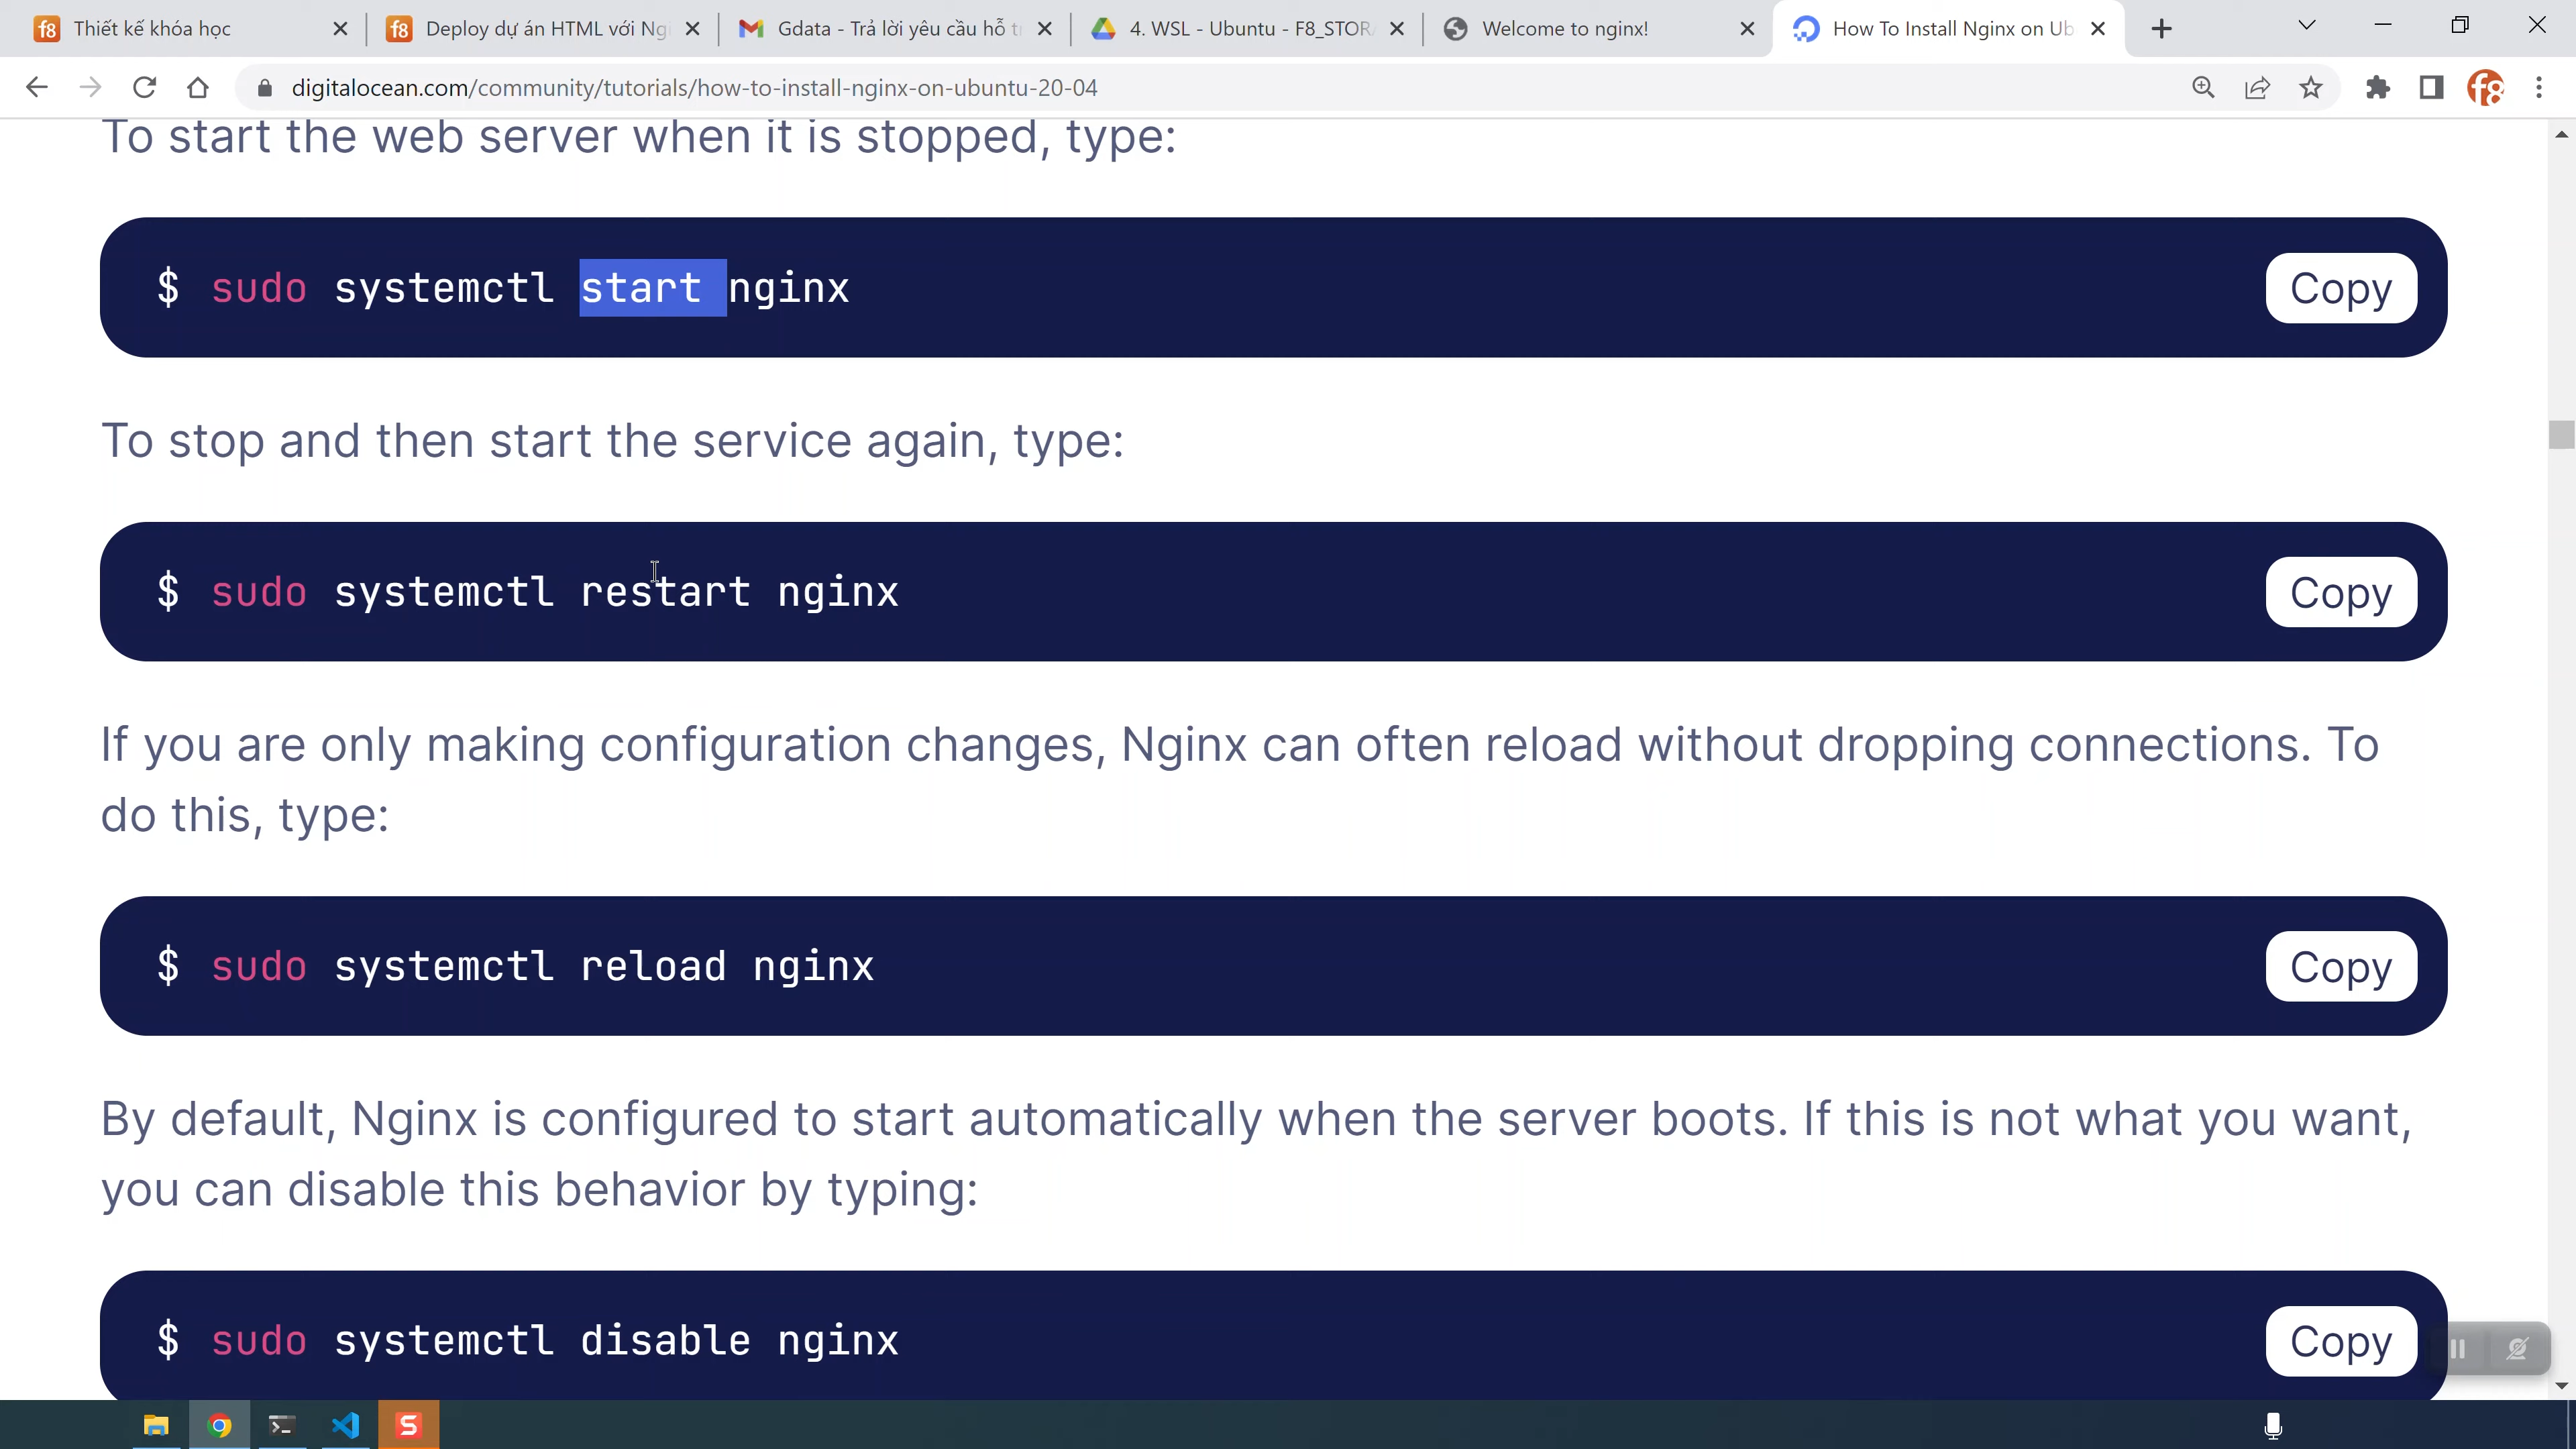 Thiết kế khóa học
Deploy dự án HTML với Ngi
Gdata - Trả lời yêu cầu hỗ t
4. WSL - Ubuntu - F8_STOR
Welcome to nginx!
How To Install Nginx on Ub
digitalocean.com/community/tutorials/how-to-install-nginx-on-ubuntu-20-04
To start the web server when it is stopped, type:
$ sudo systemctl start nginx
Copy
To stop and then start the service again, type:
$ sudo systemctl restart nginx
Copy
If you are only making configuration changes, Nginx can often reload without dropping connections. To
do this, type:
$ sudo systemctl reload nginx
Copy
By default, Nginx is configured to start automatically when the server boots. If this is not what you want,
you can disable this behavior by typing:
$ sudo systemctl disable nginx
Copy